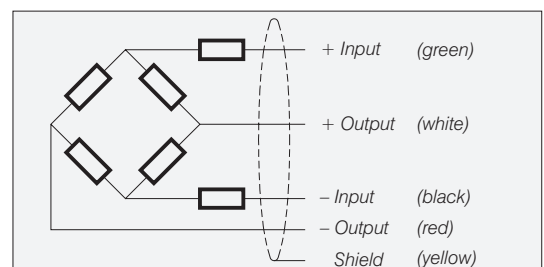 + Input (green)
+ Output (white)
– Input (black)
– Output (red)
Shield (yellow)